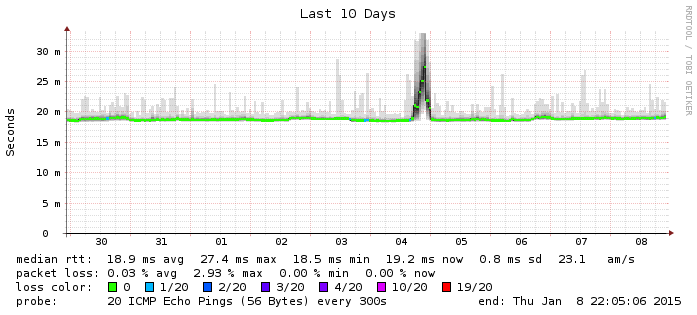 Last 10 Days
RRDTOOL / TOBI OETIKER
Seconds
30 m
25 m
20 m
15 m
10 m
5 m
0
30 31 01 02 03 04 05 06 07 08
median rtt: 18.9 ms avg 27.4 ms max 18.5 ms min 19.2 ms now 0.8 ms sd 23.1 am/s
packet loss: 0.03 % avg 2.93 % max 0.00 % min 0.00 % now
loss color: 0 1/20 2/20 3/20 4/20 10/20 19/20
probe: 20 ICMP Echo Pings (56 Bytes) every 300s end: Thu Jan 8 22:05:06 2015